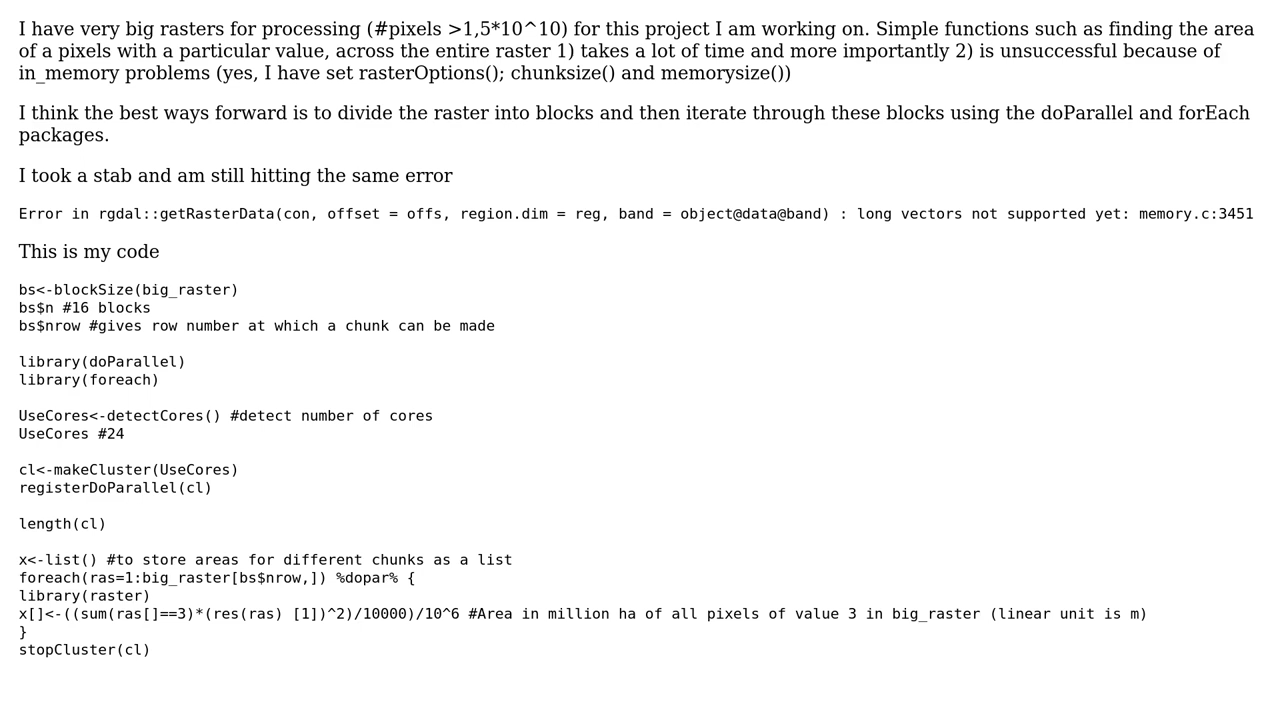 I have very big rasters for processing (#pixels >1,5*10^10) for this project I am working on. Simple functions such as finding the area
of a pixels with a particular value, across the entire raster 1) takes a lot of time and more importantly 2) is unsuccessful because of
in_memory problems (yes, I have set rasterOptions(); chunksize() and memorysize())
I think the best ways forward is to divide the raster into blocks and then iterate through these blocks using the doParallel and forEach
packages.
I took a stab and am still hitting the same error
Error in rgdal::getRasterData(con, offset = offs, region.dim = reg, band = object@data@band) : long vectors not supported yet: memory.c:3451
This is my code
bs<-blockSize(big_raster)
bs$n #16 blocks
bs$nrow #gives row number at which a chunk can be made
library(doParallel)
library(foreach)
UseCores<-detectCores() #detect number of cores
UseCores #24
cl<-makeCluster(UseCores)
registerDoParallel(cl)
length(cl)
x<-list() #to store areas for different chunks as a list
foreach(ras=1:big_raster[bs$nrow,]) %dopar% {
library(raster)
x[]<-((sum(ras[]==3)*(res(ras) [1])^2)/10000)/10^6 #Area in million ha of all pixels of value 3 in big_raster (linear unit is m)
}
stopCluster(cl)